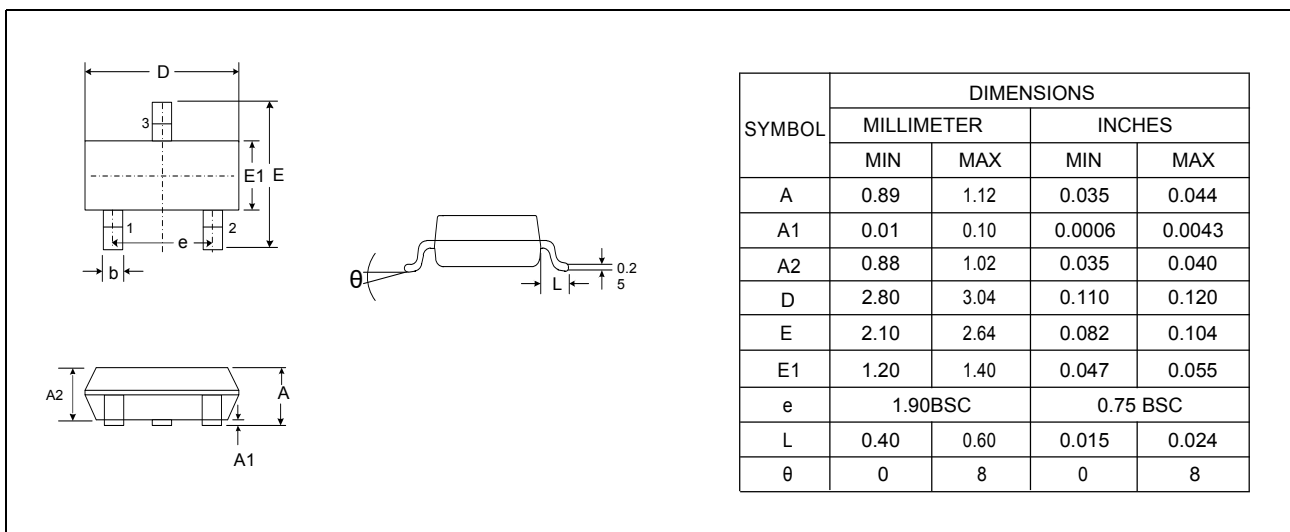 D
3
E1 E
1
2
e
b
θ
L
0.2
5
A2
A
A1
SYMBOL
DIMENSIONS
MILLIMETER INCHES
MIN MAX MIN MAX
A 0.89 1.12 0.035 0.044
A1 0.01 0.10 0.0006 0.0043
A2 0.88 1.02 0.035 0.040
D 2.80 3.04 0.110 0.120
E 2.10 2.64 0.082 0.104
E1 1.20 1.40 0.047 0.055
e 1.90BSC 0.75 BSC
L 0.40 0.60 0.015 0.024
θ 0 8 0 8